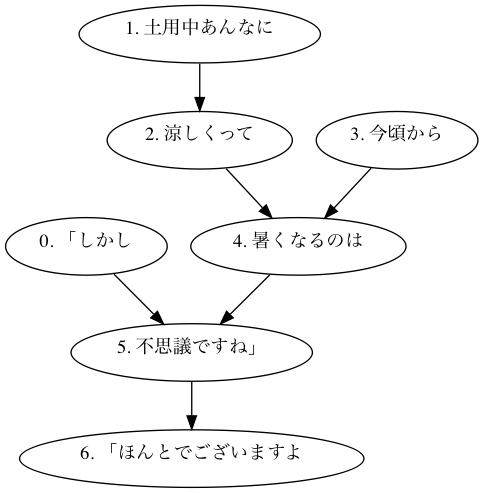 1. 土用中あんなに
2. 涼しくって
3. 今頃から
0. 「しかし
4. 暑くなるのは
5. 不思議ですね」
6. 「ほんとでございますよ